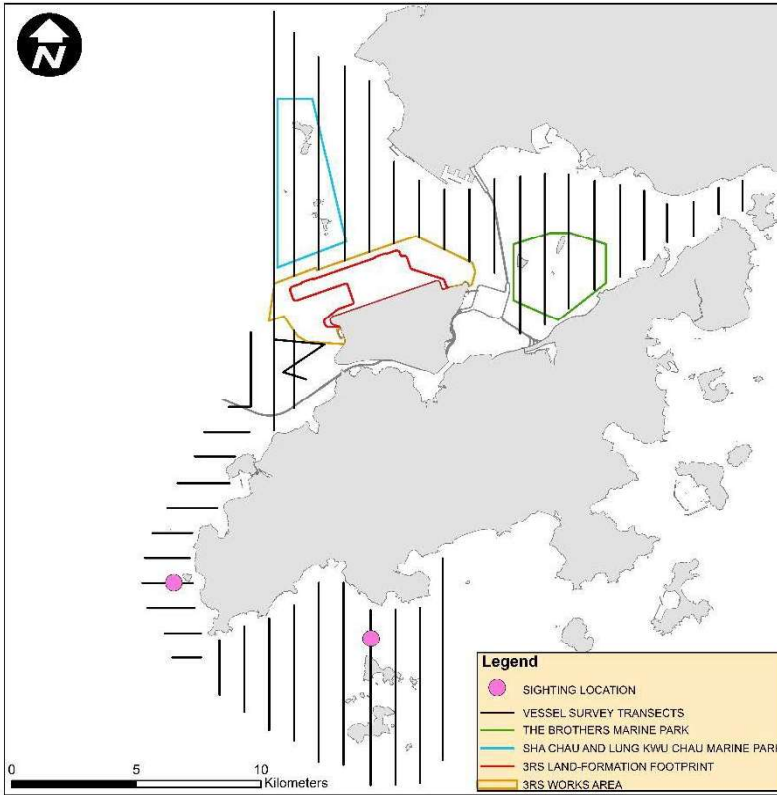 N
Legend
SIGHTING LOCATION
VESSEL SURVEY TRANSECTS
THE BROTHERS MARINE PARK
SHA CHAU AND LUNG KWU CHAU MARINE PARK
3RS LAND-FORMATION FOOTPRINT
3RS WORKS AREA
0 5 10
Kilometers